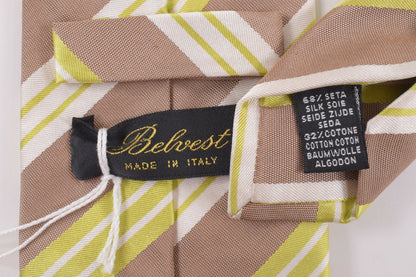 Belvest
MADE IN ITALY
68% SETA
SILK SOIE
SEIDE ZIJDE
SEDA
32% COTONE
COTTON COTON
BAUMWOLLE
ALGODON